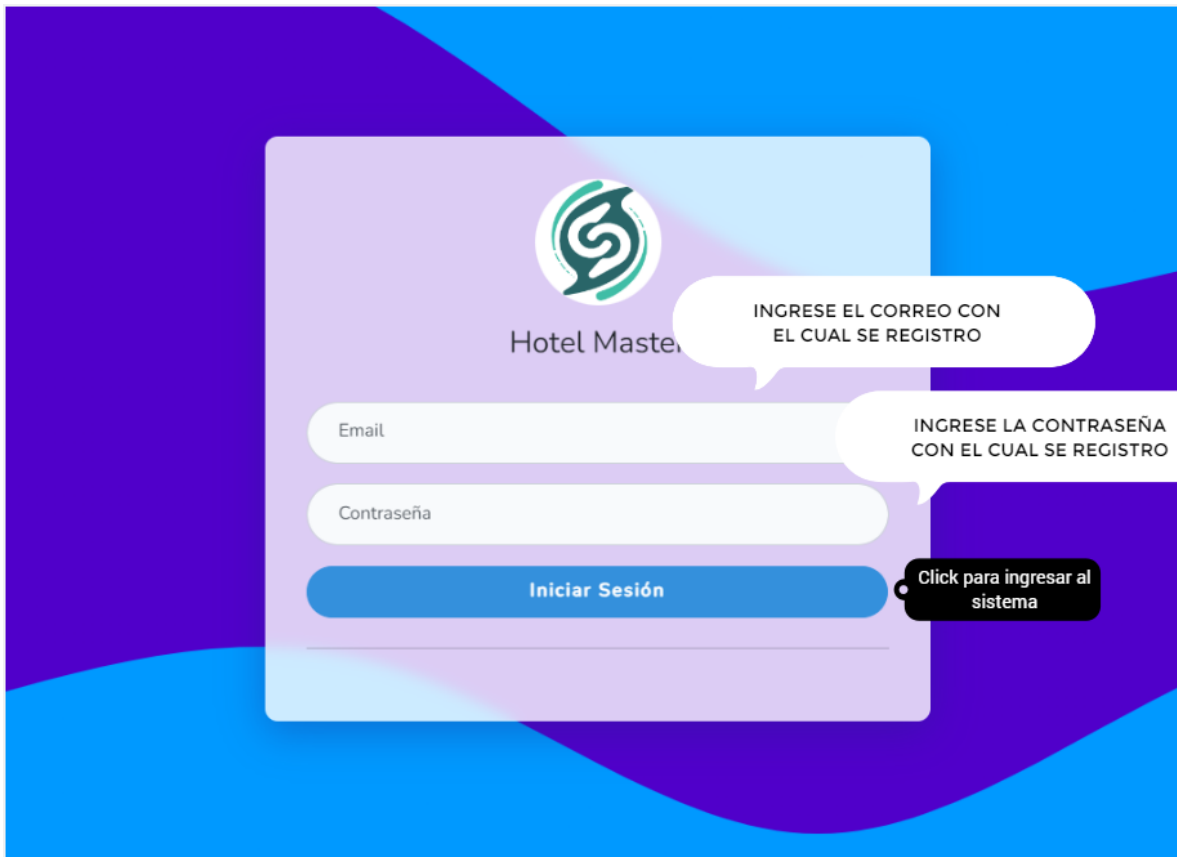 INGRESE EL CORREO CON
EL CUAL SE REGISTRO
Hotel Master
Email
INGRESE LA CONTRASEÑA
CON EL CUAL SE REGISTRO
Contraseña
Iniciar Sesión
Click para ingresar al
sistema